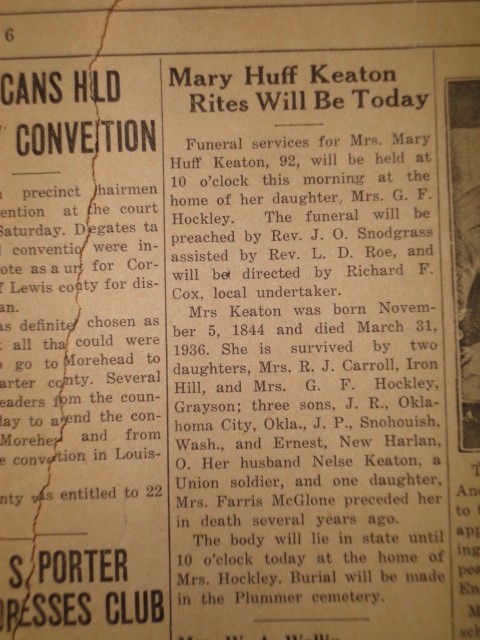 6
CANS HLD
CONVETION
precinct hairmen
ention at the court
Saturday. Degates ta
conventio were in-
ote as a ur for Cor-
f Lewis coty for dis-
an.
as definite chosen as
all tha could were
go to Morehead to
arter conty. Several
eaders fom the coun-
day to atend the con-
Morehe and from
e convetion in Louis-
nty vas entitled to 22
S. PORTER
DRESSES CLUB
Mary Huff Keaton
Rites Will Be Today
Funeral services for Mrs. Mary
Huff Keaton, 92, will be held at
10 o'clock this morning at the
home of her daughter, Mrs. G. F.
Hockley. The funeral will be
preached by Rev. J. O. Snodgrass
assisted by Rev. L. D. Roe, and
will be directed by Richard F.
Cox, local undertaker.
Mrs Keaton was born Novem-
ber 5, 1844 and died March 31,
1936. She is survived by two
daughters, Mrs. R. J. Carroll, Iron
Hill, and Mrs. G. F. Hockley,
Grayson; three sons, J. R., Okla-
homa City, Okla., J. P., Snohouish,
Wash., and Ernest, New Harlan,
O. Her husband Nelse Keaton, a
Union soldier, and one daughter,
Mrs. Farris McGlone preceded her
in death several years ago.
The body will lie in state until
10 o'clock today at the home of
Mrs. Hockley. Burial will be made
in the Plummer cemetery.